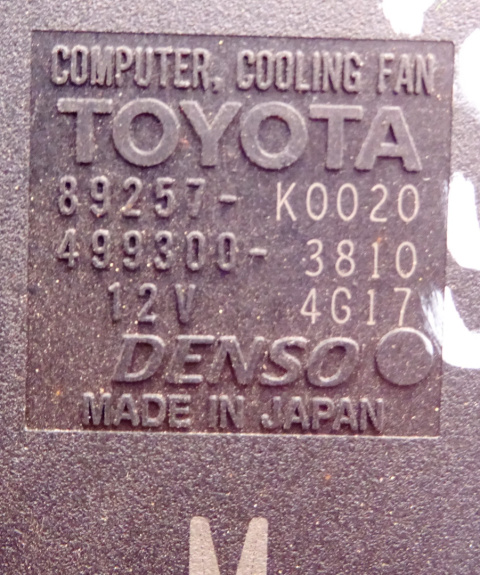 COMPUTER, COOLING FAN
TOYOTA
89257- K0020
499300- 3810
12V 4G17
DENSO
MADE IN JAPAN
M